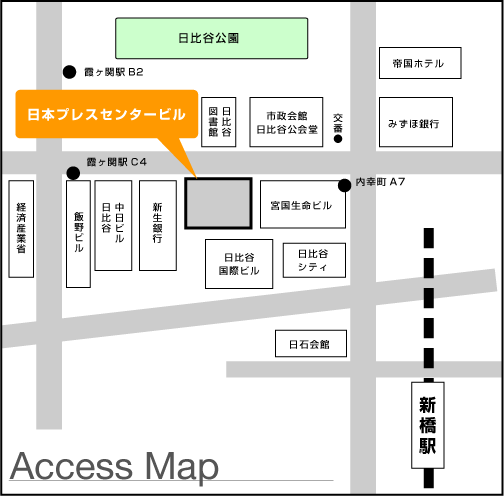 日比谷公園
霞ヶ関駅 B2
帝国ホテル
日本プレスセンタービル
日比谷
図書館
市政会館
日比谷公会堂
交番
みずほ銀行
霞ヶ関駅 C4
内幸町 A7
経済産業省
飯野ビル
中日ビル
日比谷
新生銀行
宮国生命ビル
日比谷
国際ビル
日比谷
シティ
日石会館
新橋駅
Access Map